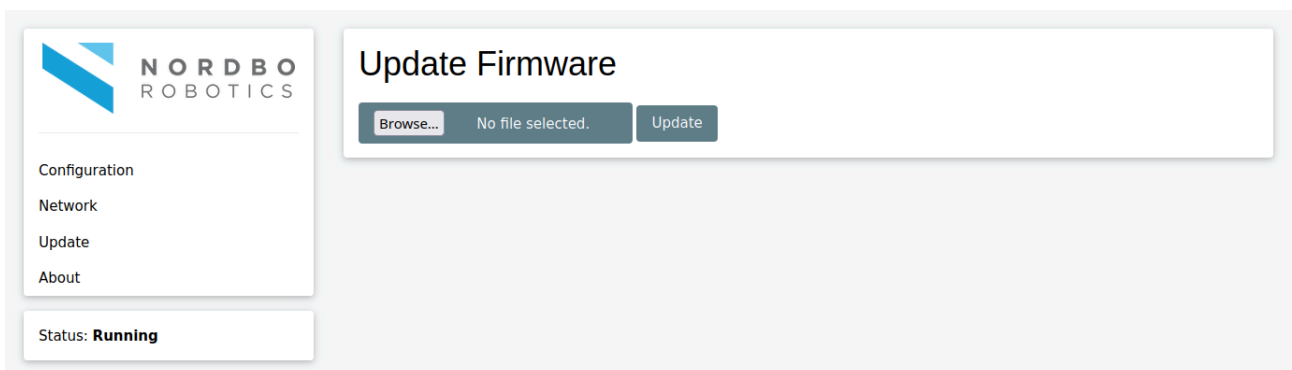 NORDBO
ROBOTICS
Configuration
Network
Update
About
Status: Running
Update Firmware
Browse... No file selected. Update